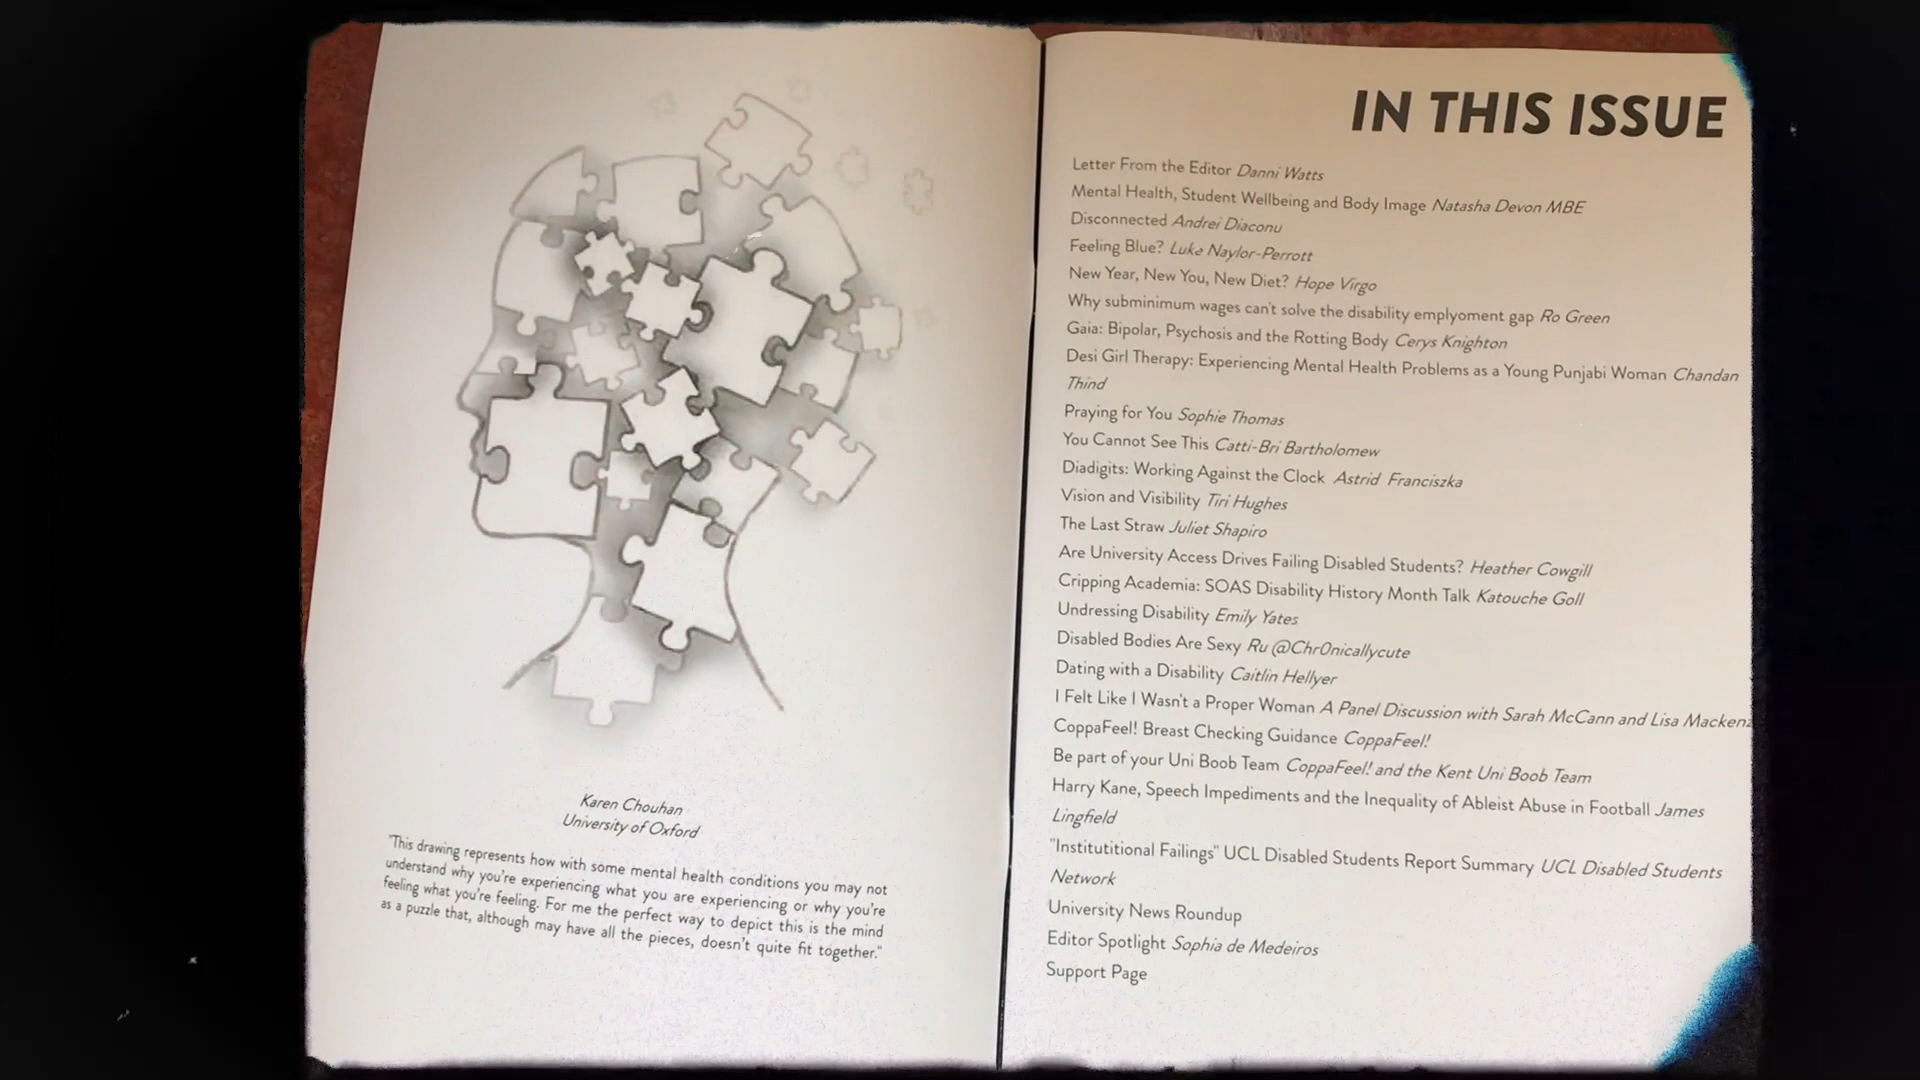 Karen Chouhan
University of Oxford
"This drawing represents how with some mental health conditions you may not
understand why you're experiencing what you are experiencing or why you're
feeling what you're feeling. For me the perfect way to depict this is the mind
as a puzzle that, although may have all the pieces, doesn't quite fit together."
IN THIS ISSUE
Letter From the Editor Danni Watts
Mental Health, Student Wellbeing and Body Image Natasha Devon MBE
Disconnected Andrei Diaconu
Feeling Blue? Luke Naylor-Perrott
New Year, New You, New Diet? Hope Virgo
Why subminimum wages can't solve the disability emplyoment gap Ro Green
Gaia: Bipolar, Psychosis and the Rotting Body Cerys Knighton
Desi Girl Therapy: Experiencing Mental Health Problems as a Young Punjabi Woman Chandan
Thind
Praying for You Sophie Thomas
You Cannot See This Catti-Bri Bartholomew
Diadigits: Working Against the Clock Astrid Franciszka
Vision and Visibility Tiri Hughes
The Last Straw Juliet Shapiro
Are University Access Drives Failing Disabled Students? Heather Cowgill
Cripping Academia: SOAS Disability History Month Talk Katouche Goll
Undressing Disability Emily Yates
Disabled Bodies Are Sexy Ru @Chr0nicallycute
Dating with a Disability Caitlin Hellyer
I Felt Like I Wasn't a Proper Woman A Panel Discussion with Sarah McCann and Lisa Mackenz
CoppaFeel! Breast Checking Guidance CoppaFeel!
Be part of your Uni Boob Team CoppaFeel! and the Kent Uni Boob Team
Harry Kane, Speech Impediments and the Inequality of Ableist Abuse in Football James
Lingfield
"Institutitional Failings" UCL Disabled Students Report Summary UCL Disabled Students
Network
University News Roundup
Editor Spotlight Sophia de Medeiros
Support Page